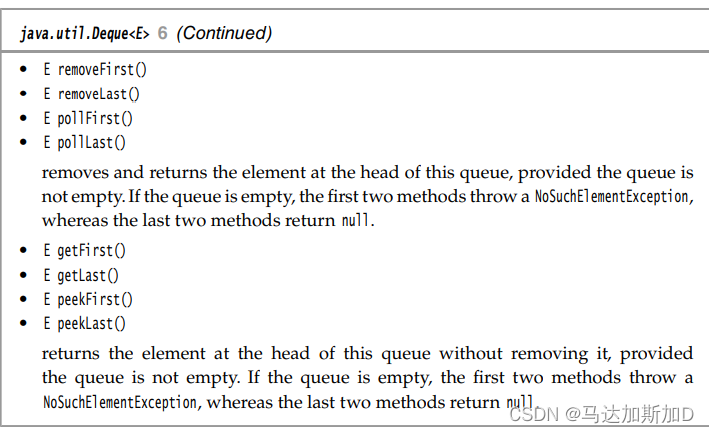 java.util.Deque<E> 6 (Continued)
• E removeFirst()
• E removeLast()
• E pollFirst()
• E pollLast()
removes and returns the element at the head of this queue, provided the queue is
not empty. If the queue is empty, the first two methods throw a NoSuchElementException,
whereas the last two methods return null.
• E getFirst()
• E getLast()
• E peekFirst()
• E peekLast()
returns the element at the head of this queue without removing it, provided
the queue is not empty. If the queue is empty, the first two methods throw a
NoSuchElementException, whereas the last two methods return null.
CSDN @马达加斯加D